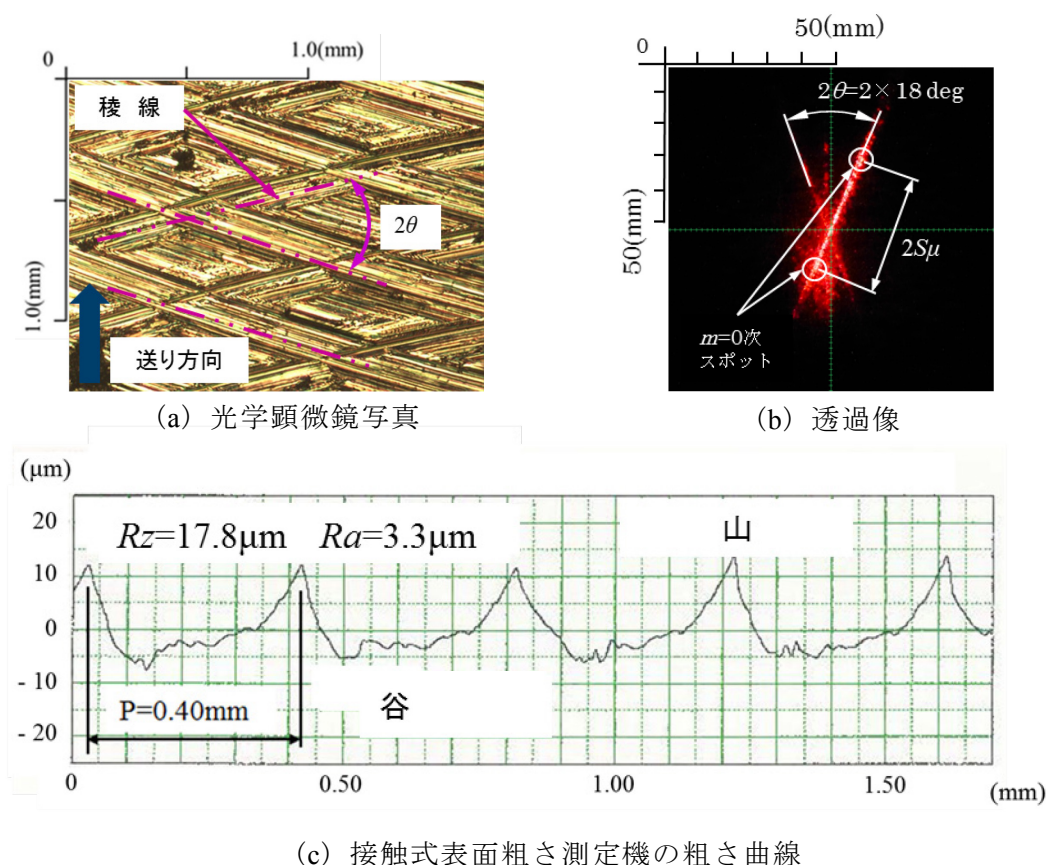 0
1.0(mm)
1.0(mm)
稜 線
2θ
送り方向
(a) 光学顕微鏡写真
50(mm)
0
50(mm)
2θ=2×18 deg
2Sμ
m=0次
スポット
(b) 透過像
(μm)
20
10
0
- 10
- 20
Rz=17.8μm Ra=3.3μm
山
谷
P=0.40mm
0 0.50 1.00 1.50 (mm)
(c) 接触式表面粗さ測定機の粗さ曲線